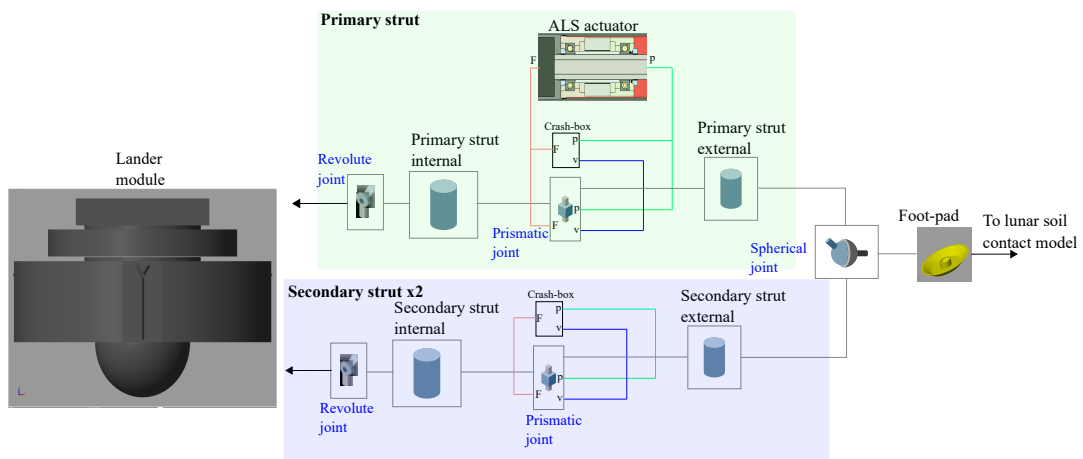 Primary strut
ALS actuator
F
p
Crash-box
p
F
v
Primary strut
internal
Primary strut
external
Revolute
joint
Lander
module
p
F
Prismatic
joint
v
Foot-pad
To lunar soil
contact model
Spherical
joint
Secondary strut x2
Crash-box
p
F
v
Secondary strut
internal
Secondary strut
external
p
F
v
Revolute
joint
Prismatic
joint